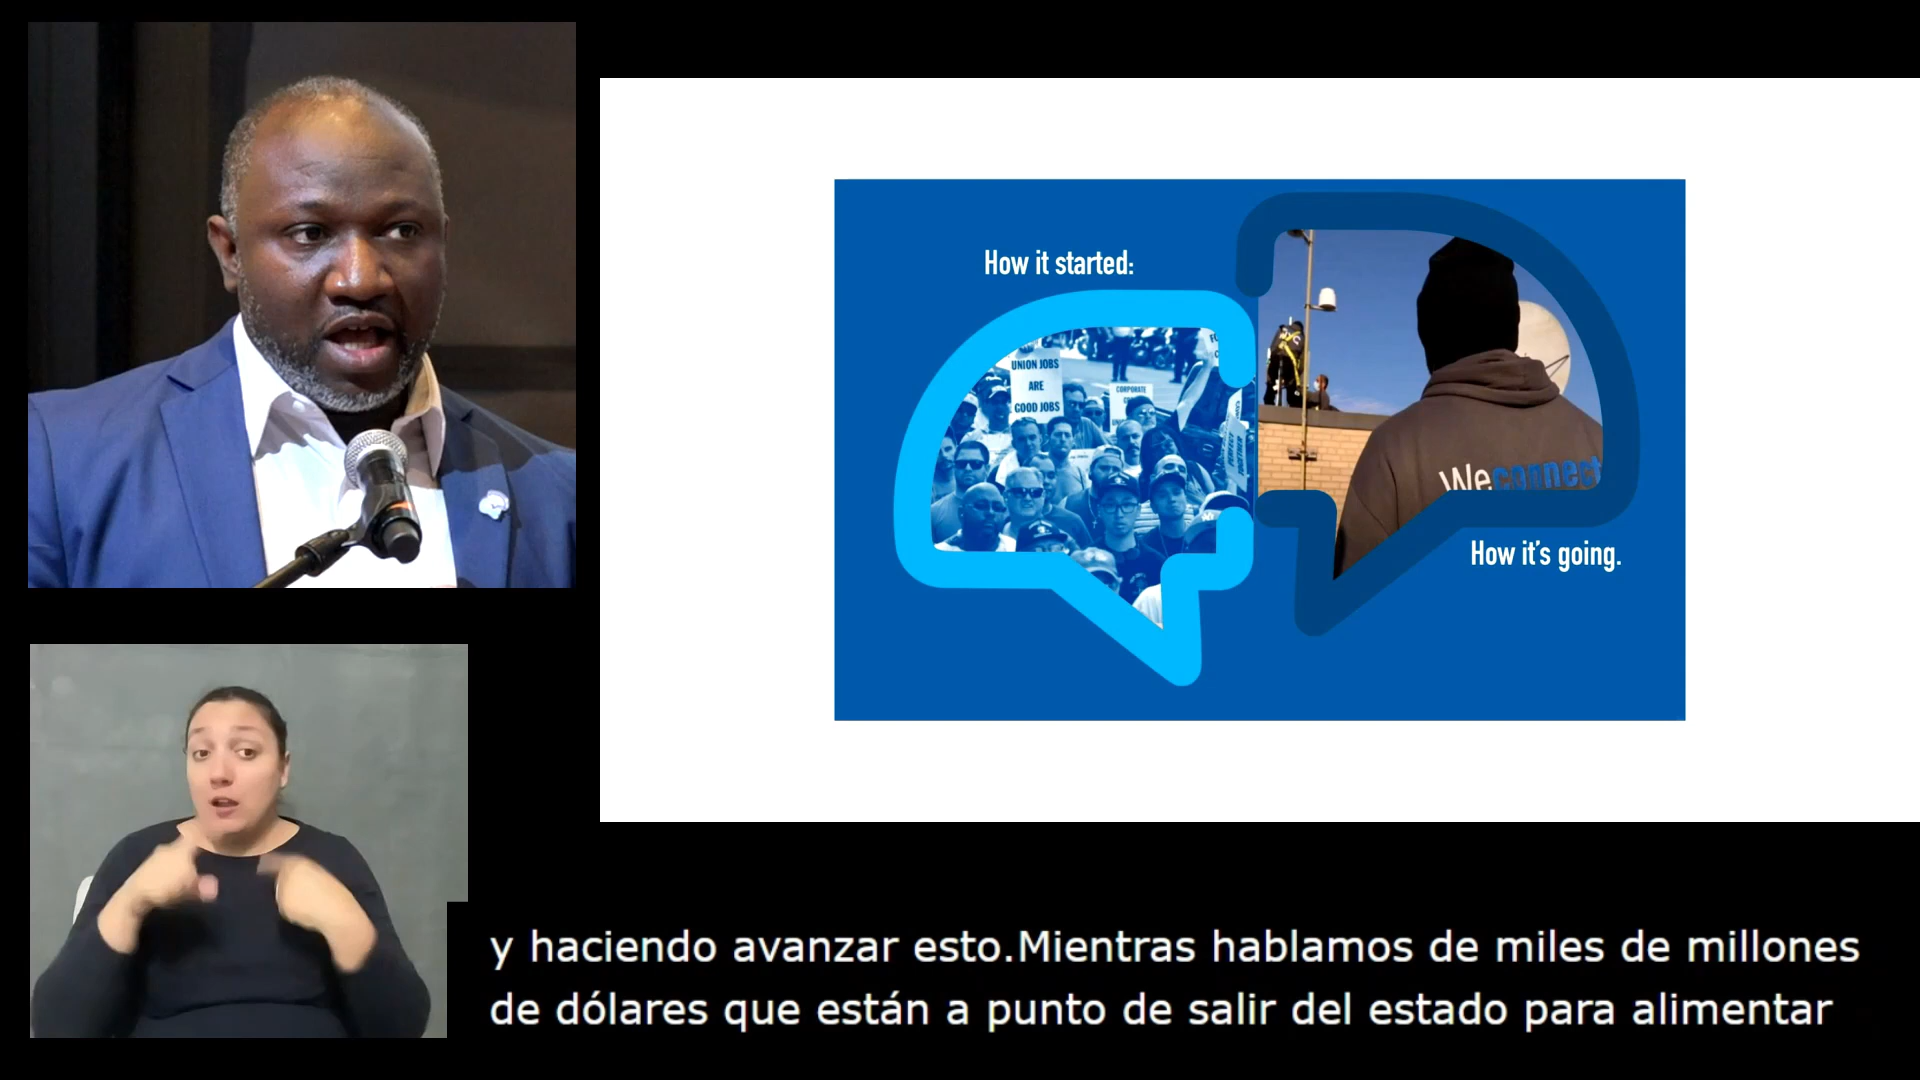 How it started:
UNION JOBS
ARE
GOOD JOBS
CORPORATE
Weconnect
How it's going.
y haciendo avanzar esto.Mientras hablamos de miles de millones
de dólares que están a punto de salir del estado para alimentar